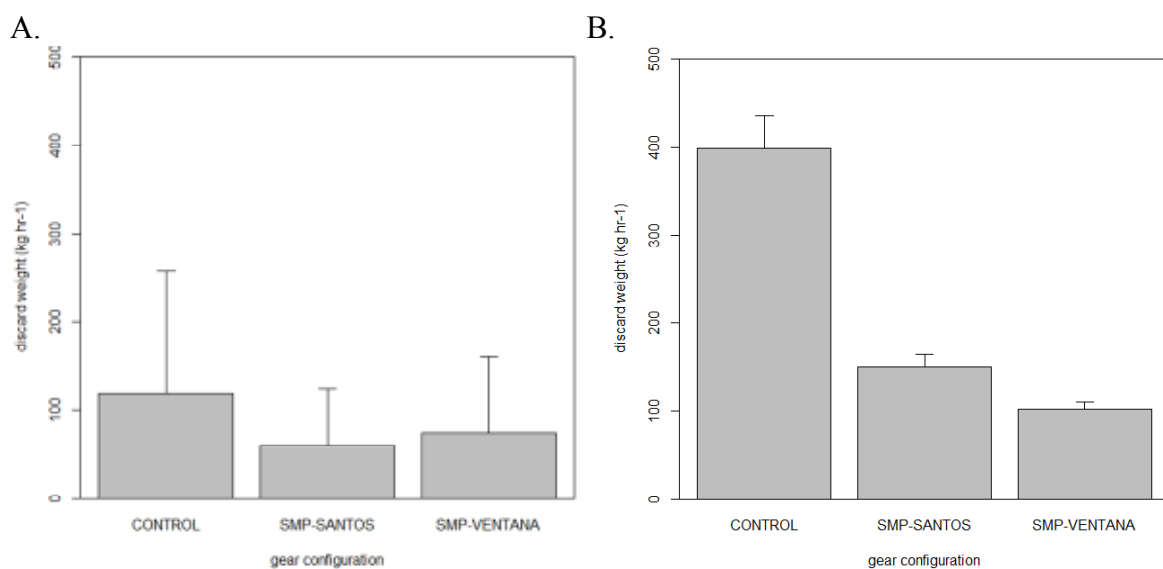 A.
500
400
300
200
100
0
discard weight (kg hr-1)
CONTROL SMP-SANTOS SMP-VENTANA
gear configuration
B.
500
400
300
200
100
0
discard weight (kg hr-1)
CONTROL SMP-SANTOS SMP-VENTANA
gear configuration